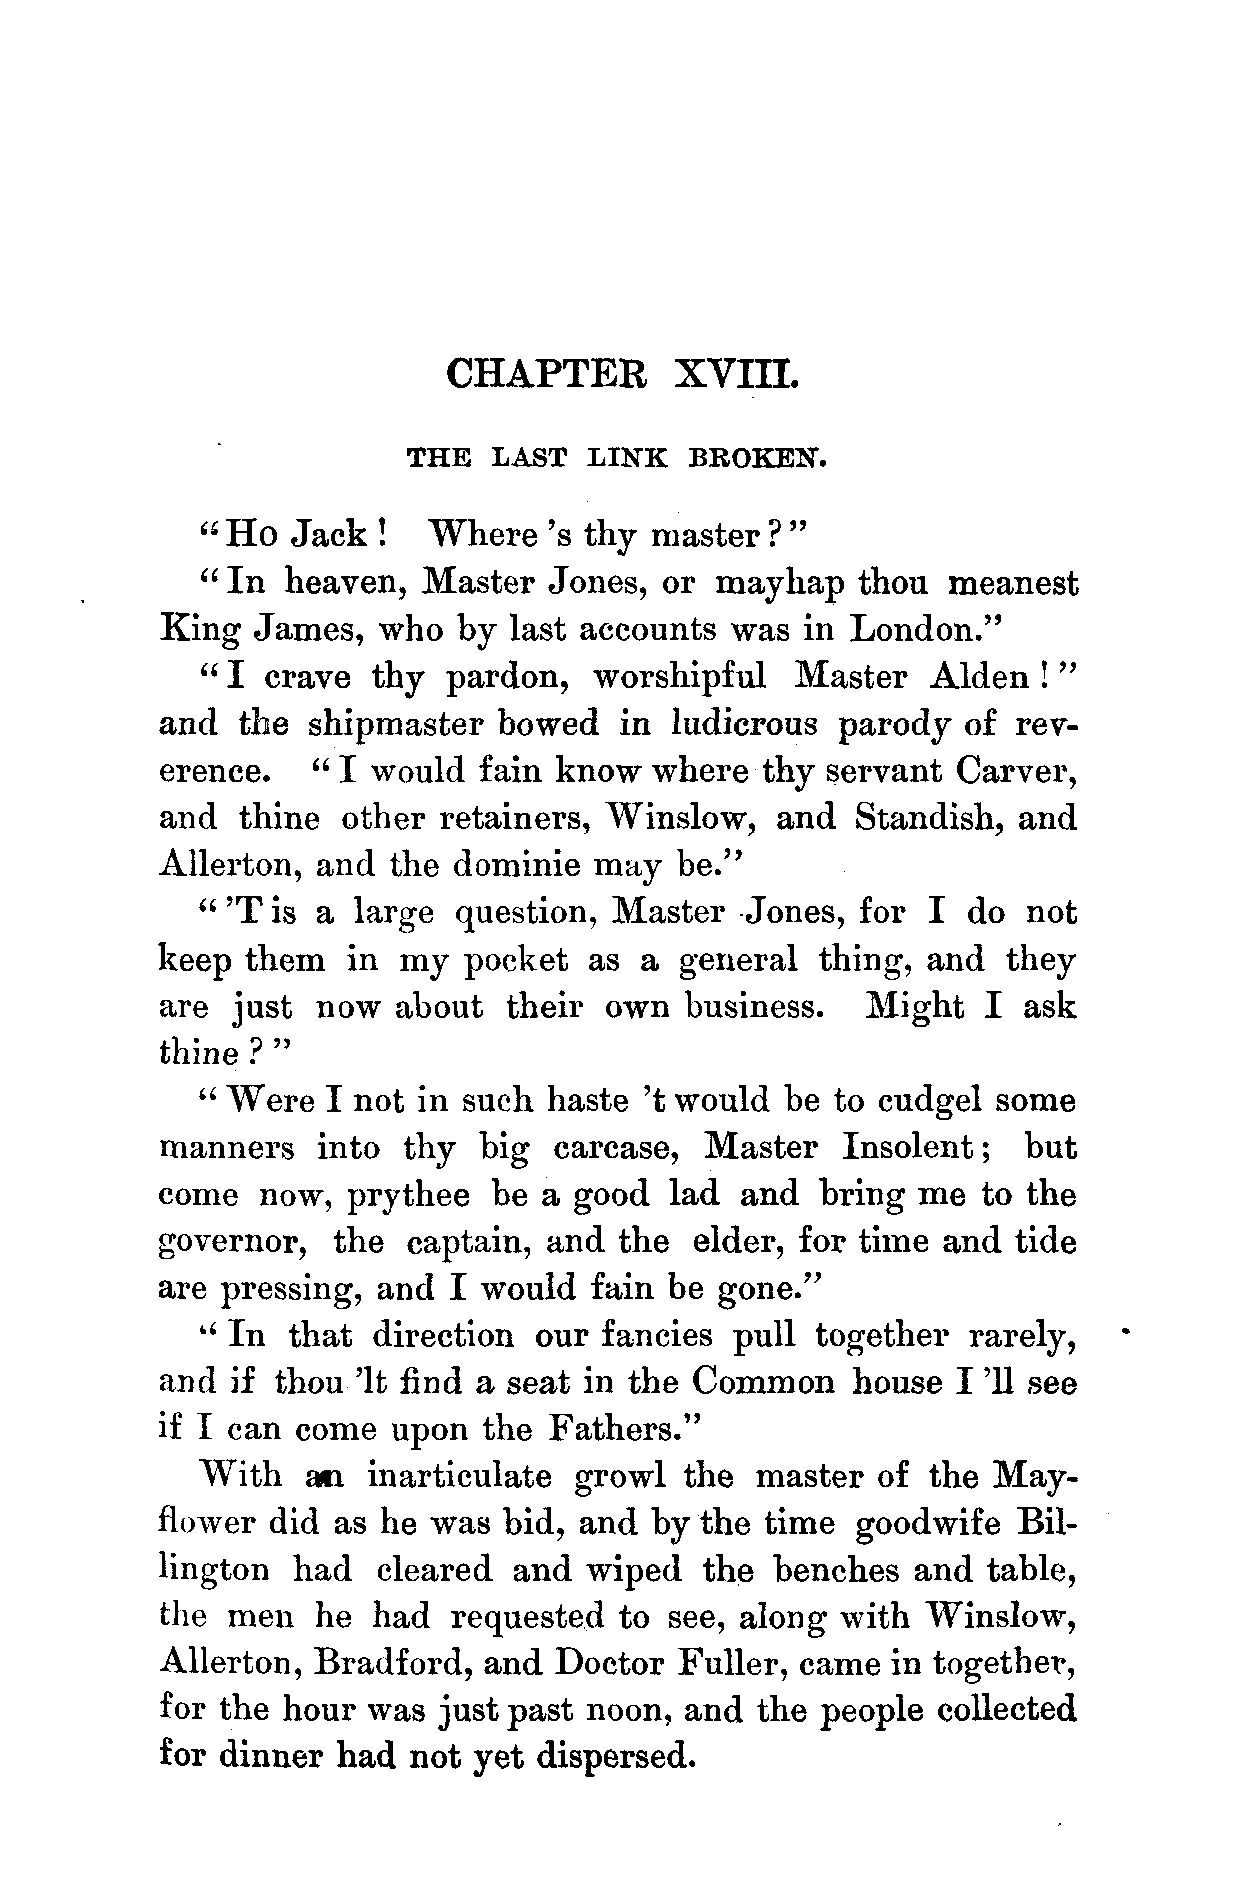 CHAPTER XVIII.
THE LAST LINK BROKEN.
"Ho Jack! Where 's thy master?"
"In heaven, Master Jones, or mayhap thou meanest
King James, who by last accounts was in London."
"I crave thy pardon, worshipful Master Alden!"
and the shipmaster bowed in ludicrous parody of rev-
erence. "I would fain know where thy servant Carver,
and thine other retainers, Winslow, and Standish, and
Allerton, and the dominie may be."
"'T is a large question, Master Jones, for I do not
keep them in my pocket as a general thing, and they
are just now about their own business. Might I ask
thine?"
"Were I not in such haste 't would be to cudgel some
manners into thy big carcase, Master Insolent; but
come now, prythee be a good lad and bring me to the
governor, the captain, and the elder, for time and tide
are pressing, and I would fain be gone."
"In that direction our fancies pull together rarely,
and if thou 'lt find a seat in the Common house I 'll see
if I can come upon the Fathers."
With an inarticulate growl the master of the May-
flower did as he was bid, and by the time goodwife Bil-
lington had cleared and wiped the benches and table,
the men he had requested to see, along with Winslow,
Allerton, Bradford, and Doctor Fuller, came in together,
for the hour was just past noon, and the people collected
for dinner had not yet dispersed.